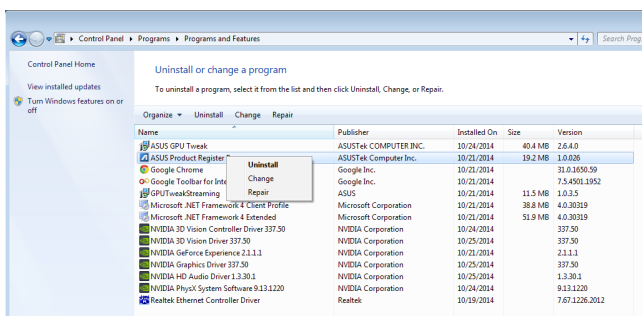 Control Panel ▸ Programs ▸ Programs and Features Search Prog
Control Panel Home
View installed updates
Turn Windows features on or
off
Uninstall or change a program
To uninstall a program, select it from the list and then click Uninstall, Change, or Repair.
Organize Uninstall Change Repair
Name Publisher Installed On Size Version
ASUS GPU Tweak ASUSTek COMPUTER INC. 10/24/2014 40.4 MB 2.6.4.0
ASUS Product Register ASUSTek Computer Inc. 10/21/2014 19.2 MB 1.0.026
Google Chrome Google Inc. 10/21/2014 31.0.1650.59
Google Toolbar for Inte Google Inc. 10/21/2014 7.5.4501.1952
GPUTweakStreaming ASUS 10/21/2014 11.5 MB 1.0.3.5
Microsoft .NET Framework 4 Client Profile Microsoft Corporation 10/21/2014 38.8 MB 4.0.30319
Microsoft .NET Framework 4 Extended Microsoft Corporation 10/21/2014 51.9 MB 4.0.30319
NVIDIA 3D Vision Controller Driver 337.50 NVIDIA Corporation 10/24/2014 337.50
NVIDIA 3D Vision Driver 337.50 NVIDIA Corporation 10/25/2014 337.50
NVIDIA GeForce Experience 2.1.1.1 NVIDIA Corporation 10/24/2014 2.1.1.1
NVIDIA Graphics Driver 337.50 NVIDIA Corporation 10/25/2014 337.50
NVIDIA HD Audio Driver 1.3.30.1 NVIDIA Corporation 10/25/2014 1.3.30.1
NVIDIA PhysX System Software 9.13.1220 NVIDIA Corporation 10/24/2014 9.13.1220
Realtek Ethernet Controller Driver Realtek 10/19/2014 7.67.1226.2012
Uninstall
Change
Repair